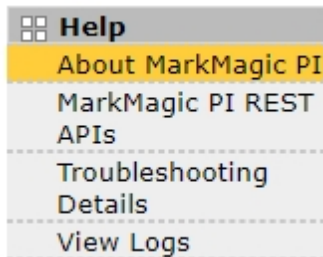 Help
About MarkMagic PI
MarkMagic PI REST
APIs
Troubleshooting
Details
View Logs